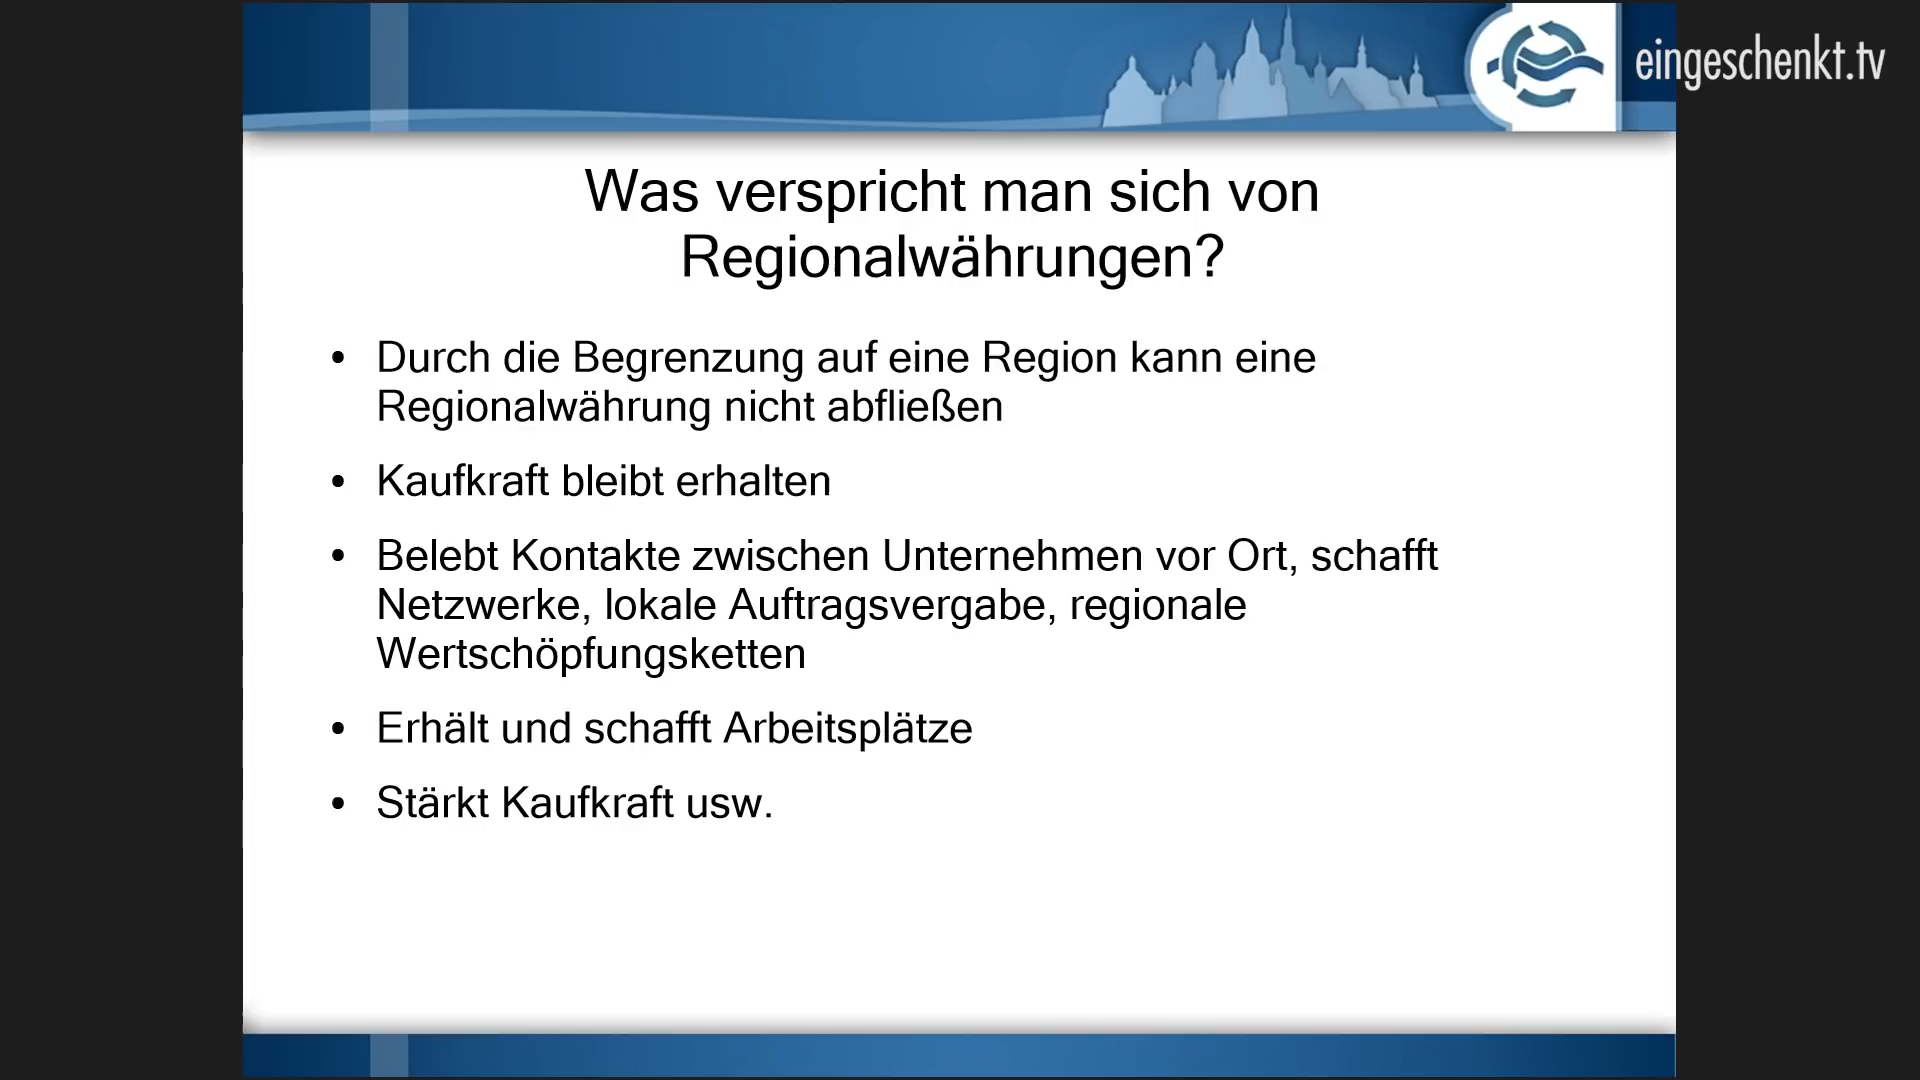 eingeschenkt.tv
Was verspricht man sich von
Regionalwährungen?
• Durch die Begrenzung auf eine Region kann eine
Regionalwährung nicht abfließen
• Kaufkraft bleibt erhalten
• Belebt Kontakte zwischen Unternehmen vor Ort, schafft
Netzwerke, lokale Auftragsvergabe, regionale
Wertschöpfungsketten
• Erhält und schafft Arbeitsplätze
• Stärkt Kaufkraft usw.